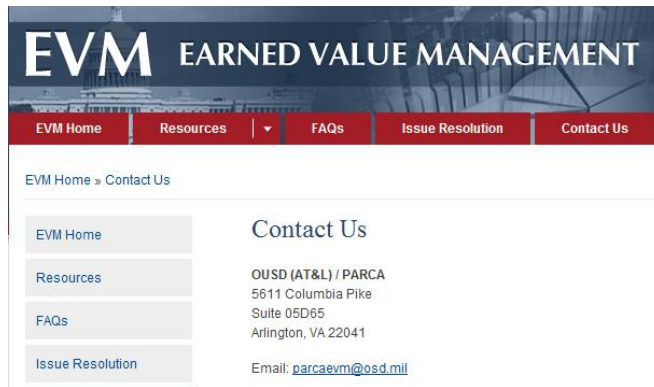 EVM EARNED VALUE MANAGEMENT
EVM Home Resources FAQs Issue Resolution Contact Us
EVM Home » Contact Us
EVM Home
Resources
FAQs
Issue Resolution
Contact Us
OUSD (AT&L) / PARCA
5611 Columbia Pike
Suite 05D65
Arlington, VA 22041
Email: parcaevm@osd.mil